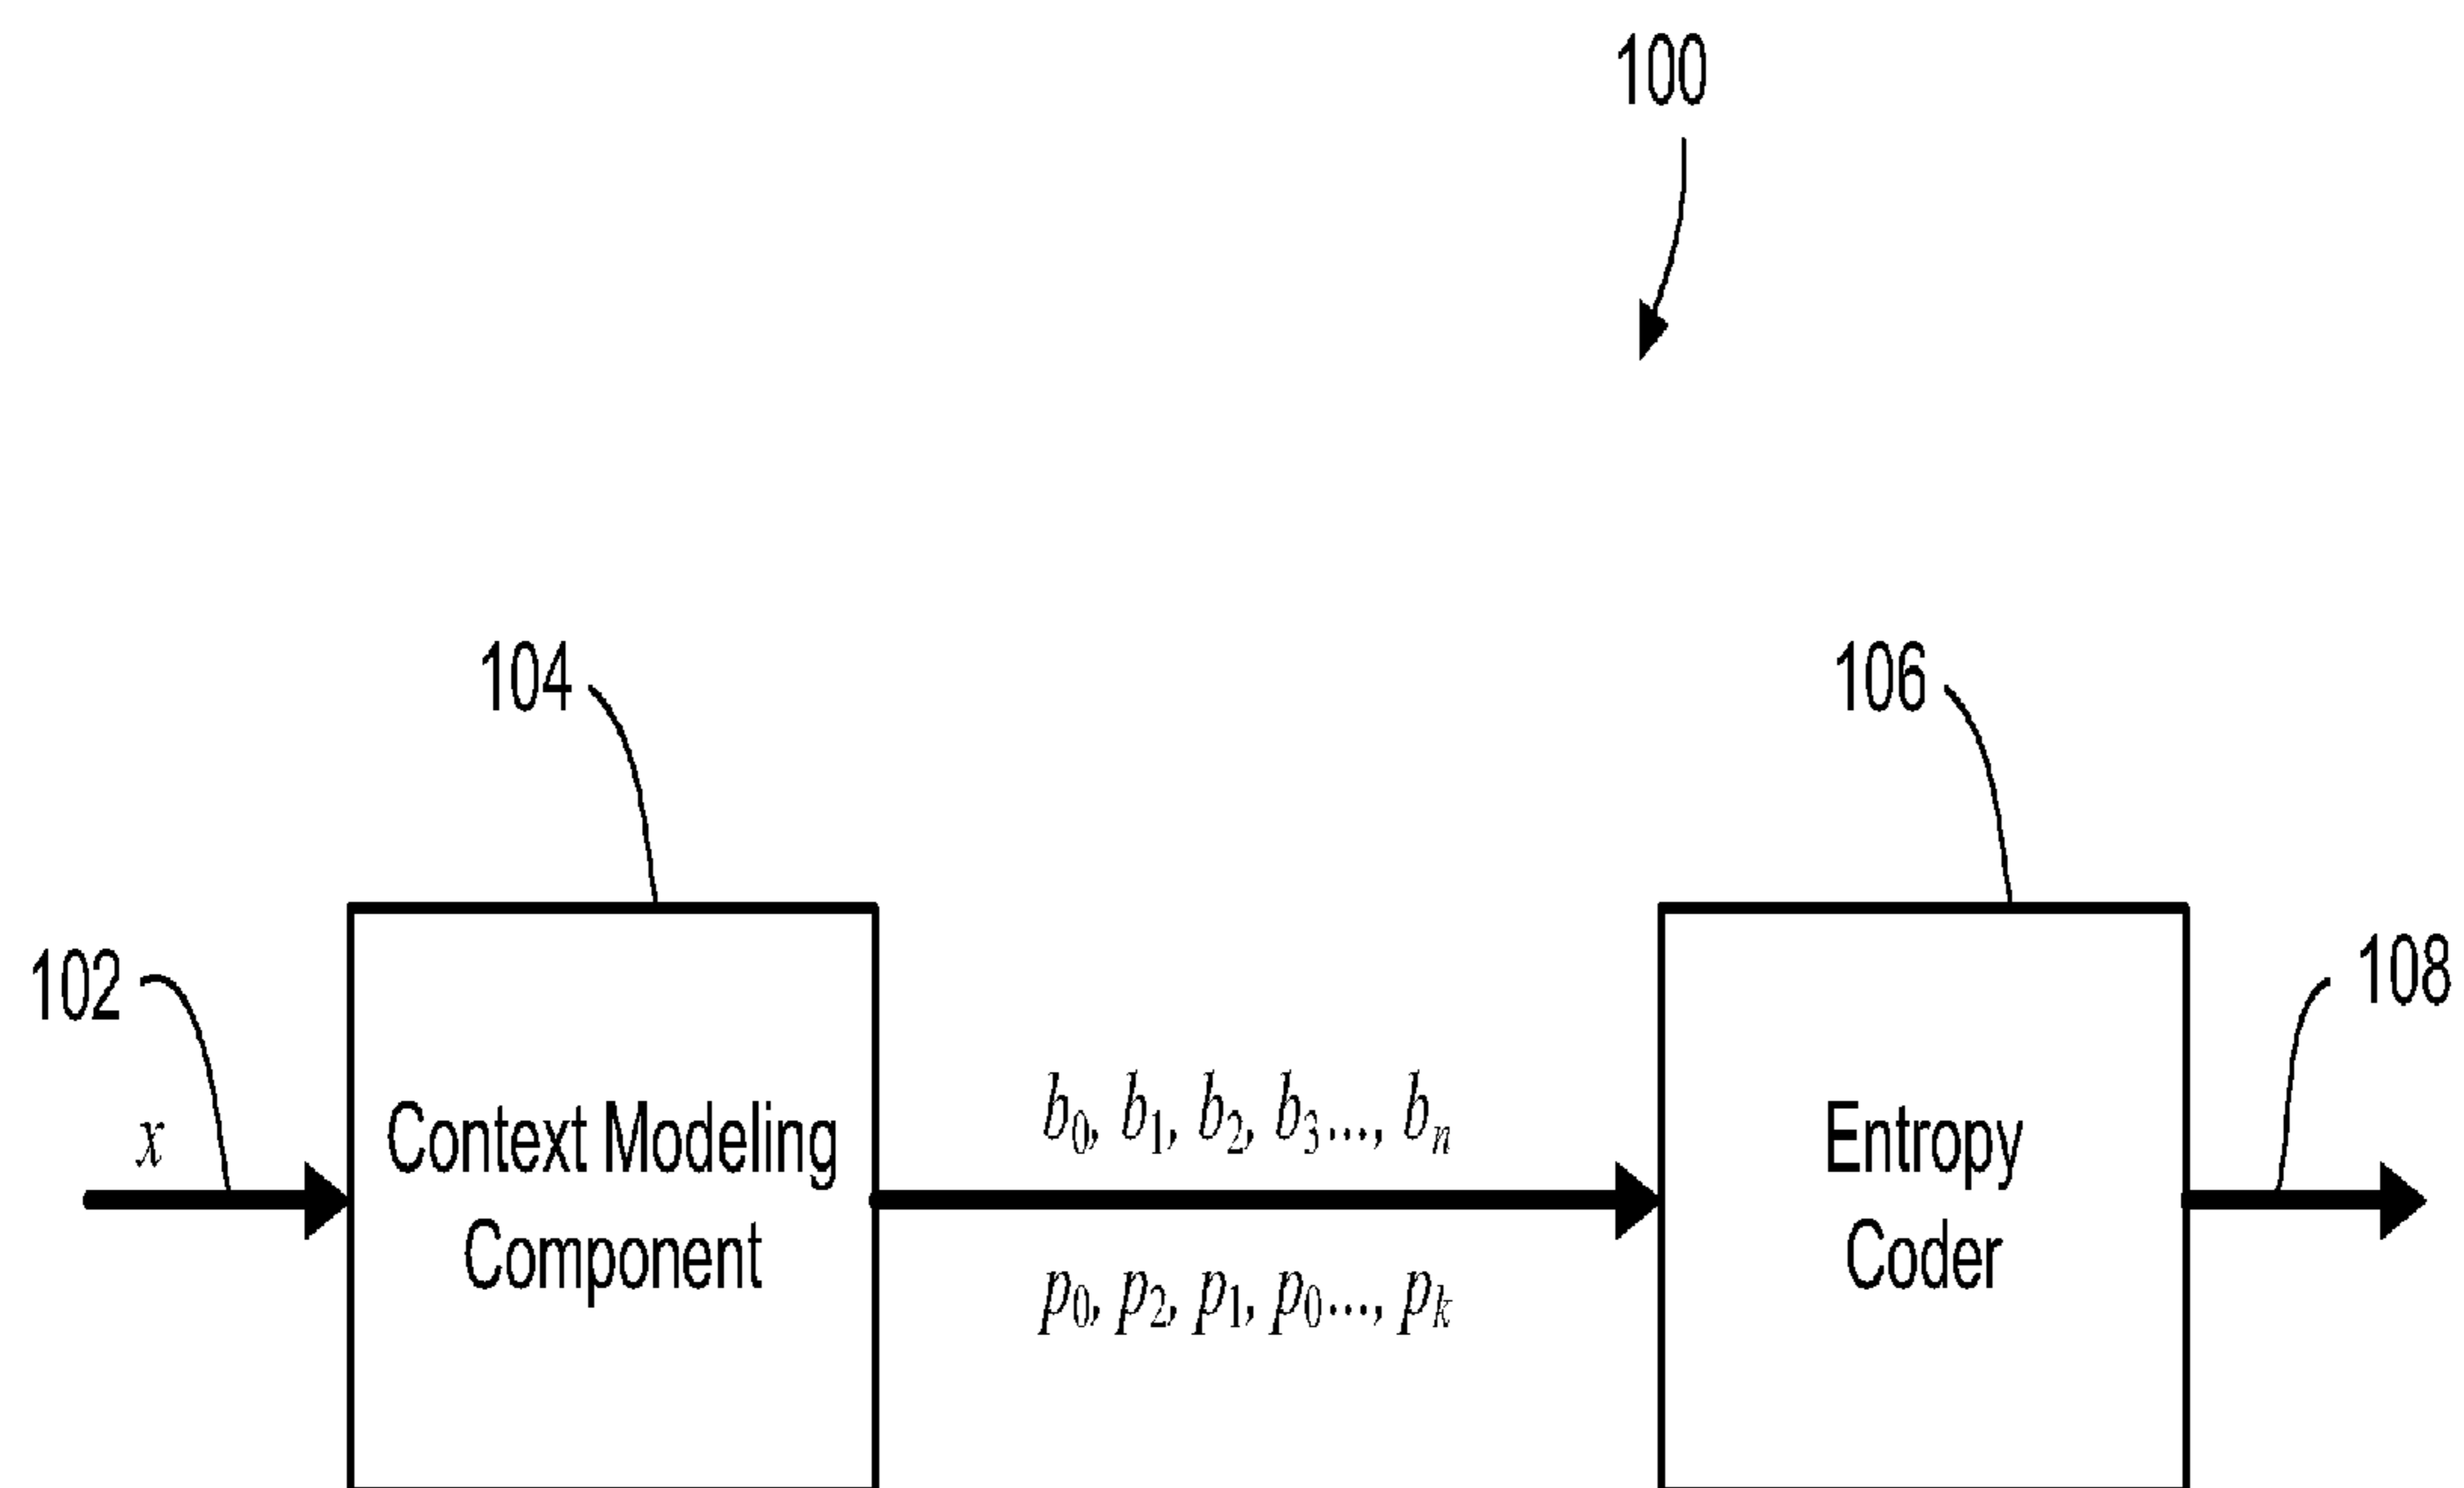 100
104
106
102
108
x
Context Modeling
Component
b₀, b₁, b₂, b₃..., bₙ
p₀, p₂, p₁, p₀..., pₖ
Entropy
Coder